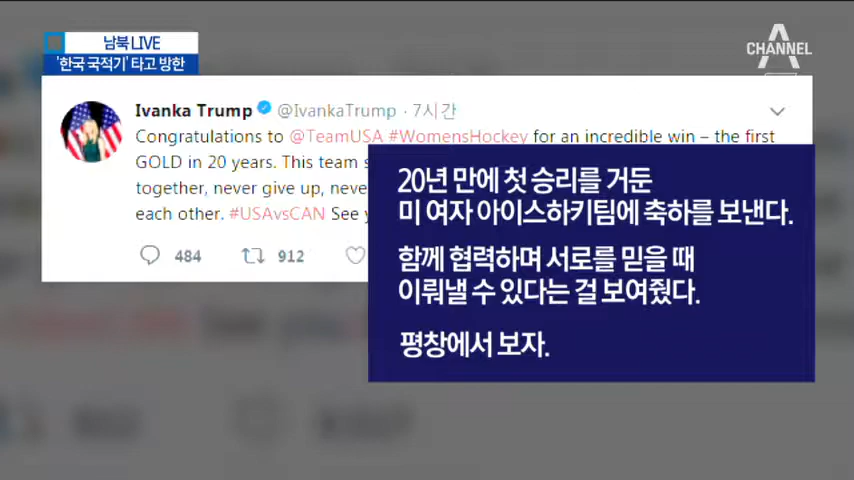 남북 LIVE
'한국 국적기' 타고 방한
CHANNEL
Ivanka Trump @IvankaTrump · 7시간
Congratulations to @TeamUSA #WomensHockey for an incredible win – the first
GOLD in 20 years. This team
together, never give up, neve
each other. #USAvsCAN See
484 912
20년 만에 첫 승리를 거둔
미 여자 아이스하키팀에 축하를 보낸다.
함께 협력하며 서로를 믿을 때
이뤄낼 수 있다는 걸 보여줬다.
평창에서 보자.